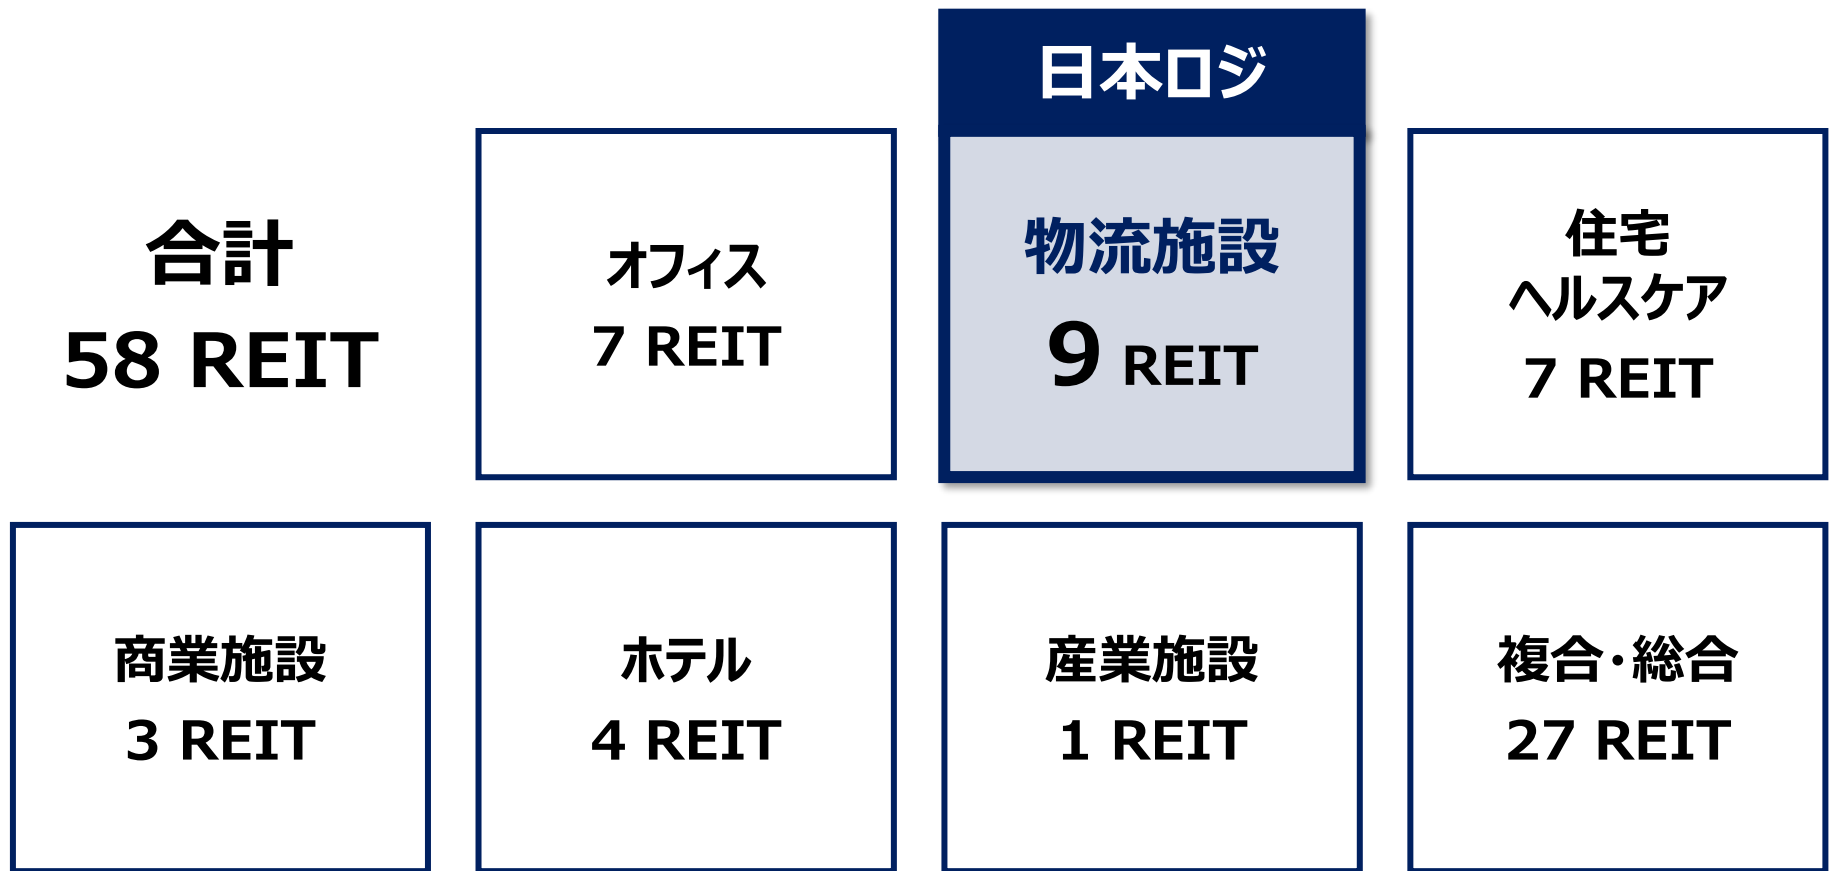 日本ロジ
合計
58 REIT
オフィス
7 REIT
物流施設
9 REIT
住宅
ヘルスケア
7 REIT
商業施設
3 REIT
ホテル
4 REIT
産業施設
1 REIT
複合・総合
27 REIT